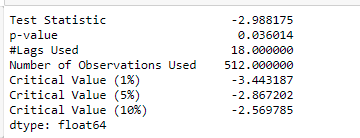 Test Statistic -2.988175
p-value 0.036014
#Lags Used 18.000000
Number of Observations Used 512.000000
Critical Value (1%) -3.443187
Critical Value (5%) -2.867202
Critical Value (10%) -2.569785
dtype: float64